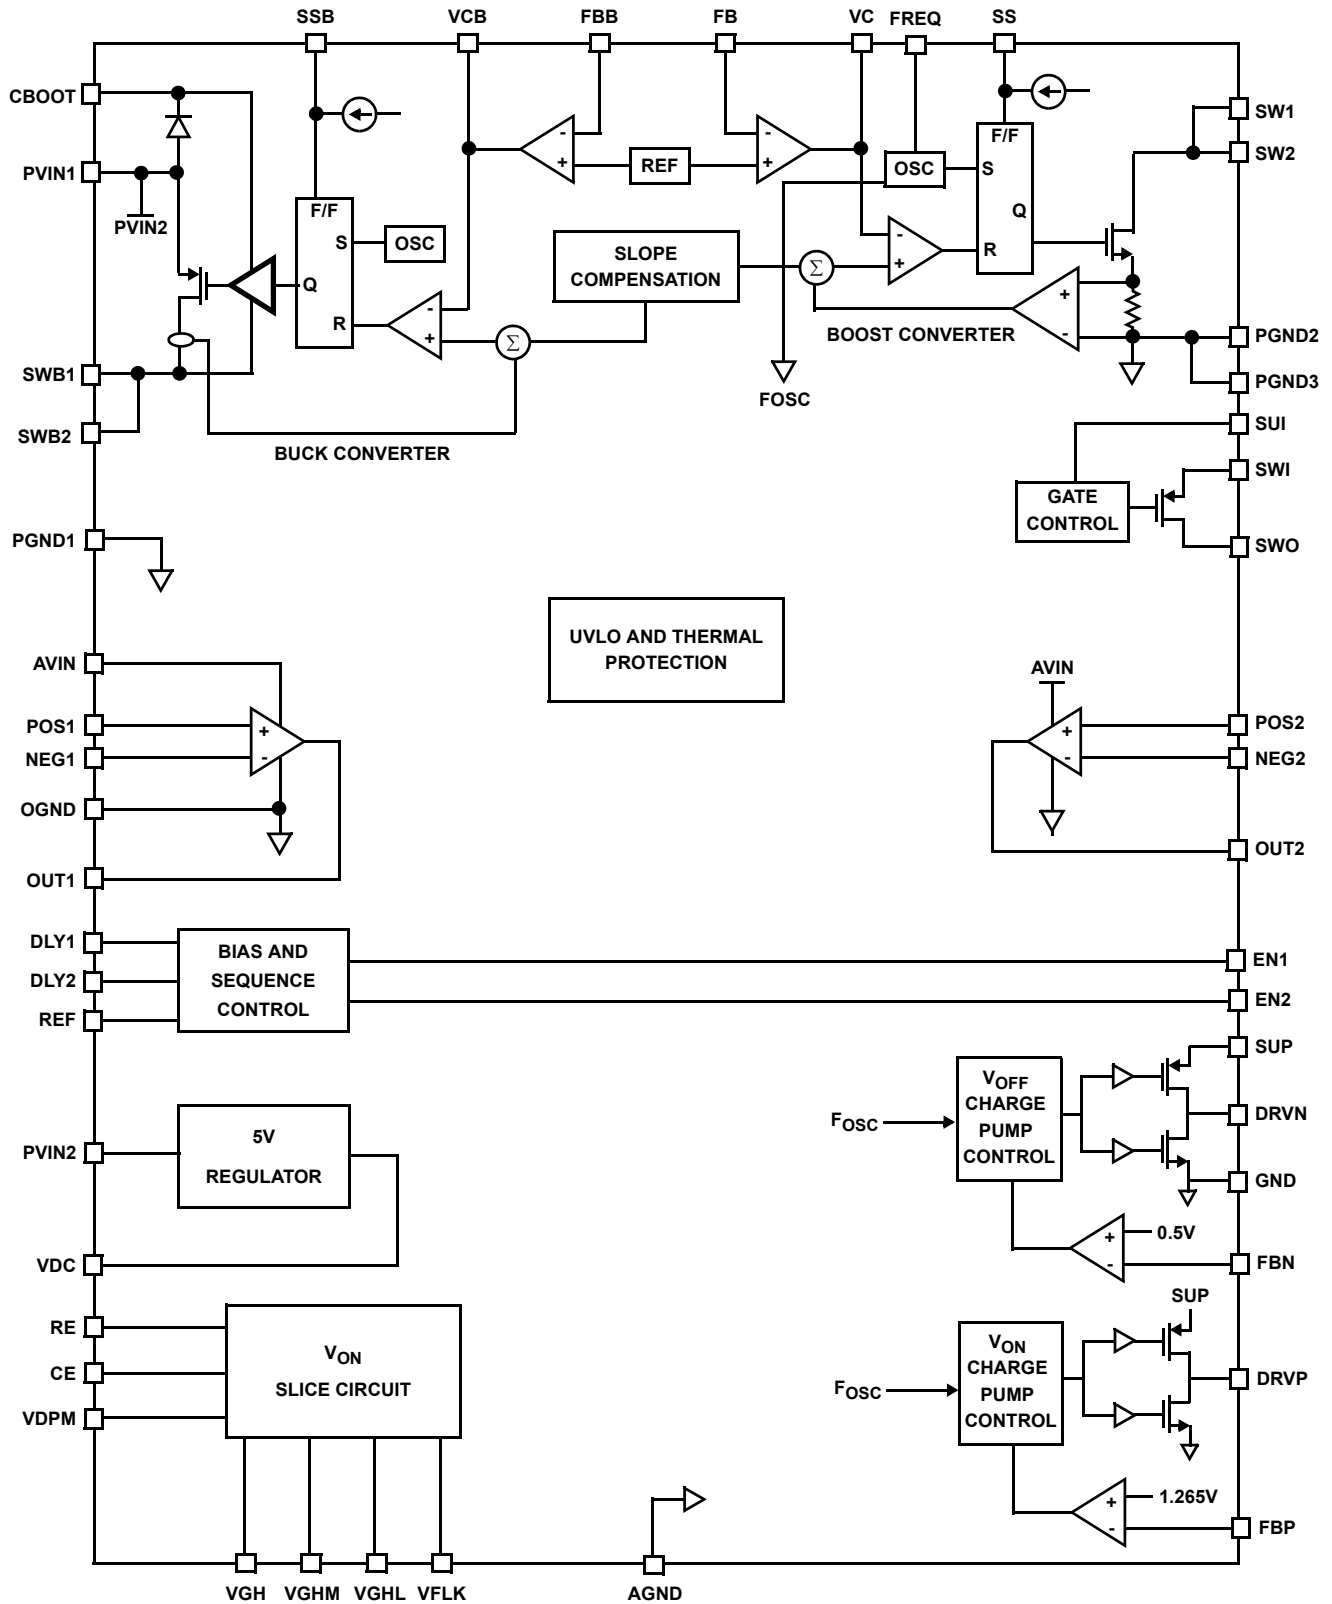 SSB VCB FBB FB VC FREQ SS
CBOOT
SW1
F/F
- -
REF
+ +
OSC
S
SW2
PVIN1
PVIN2
F/F
S
OSC
Q
SLOPE
COMPENSATION
Σ
-
+
R
Q
R
-
+
Σ
+
-
BOOST CONVERTER
PGND2
SWB1
FOSC
PGND3
SWB2
BUCK CONVERTER
SUI
SWI
GATE
CONTROL
PGND1
SWO
UVLO AND THERMAL
PROTECTION
AVIN
AVIN
POS1
+
+
POS2
NEG1
-
-
NEG2
OGND
OUT1
OUT2
DLY1
DLY2
REF
BIAS AND
SEQUENCE
CONTROL
EN1
EN2
SUP
VOFF
CHARGE
PUMP
CONTROL
FOSC
DRVN
GND
PVIN2
5V
REGULATOR
+
-
0.5V
VDC
FBN
RE
CE
VDPM
VON
SLICE CIRCUIT
SUP
VON
CHARGE
PUMP
CONTROL
FOSC
DRVP
+
-
1.265V
FBP
VGH VGHM VGHL VFLK AGND